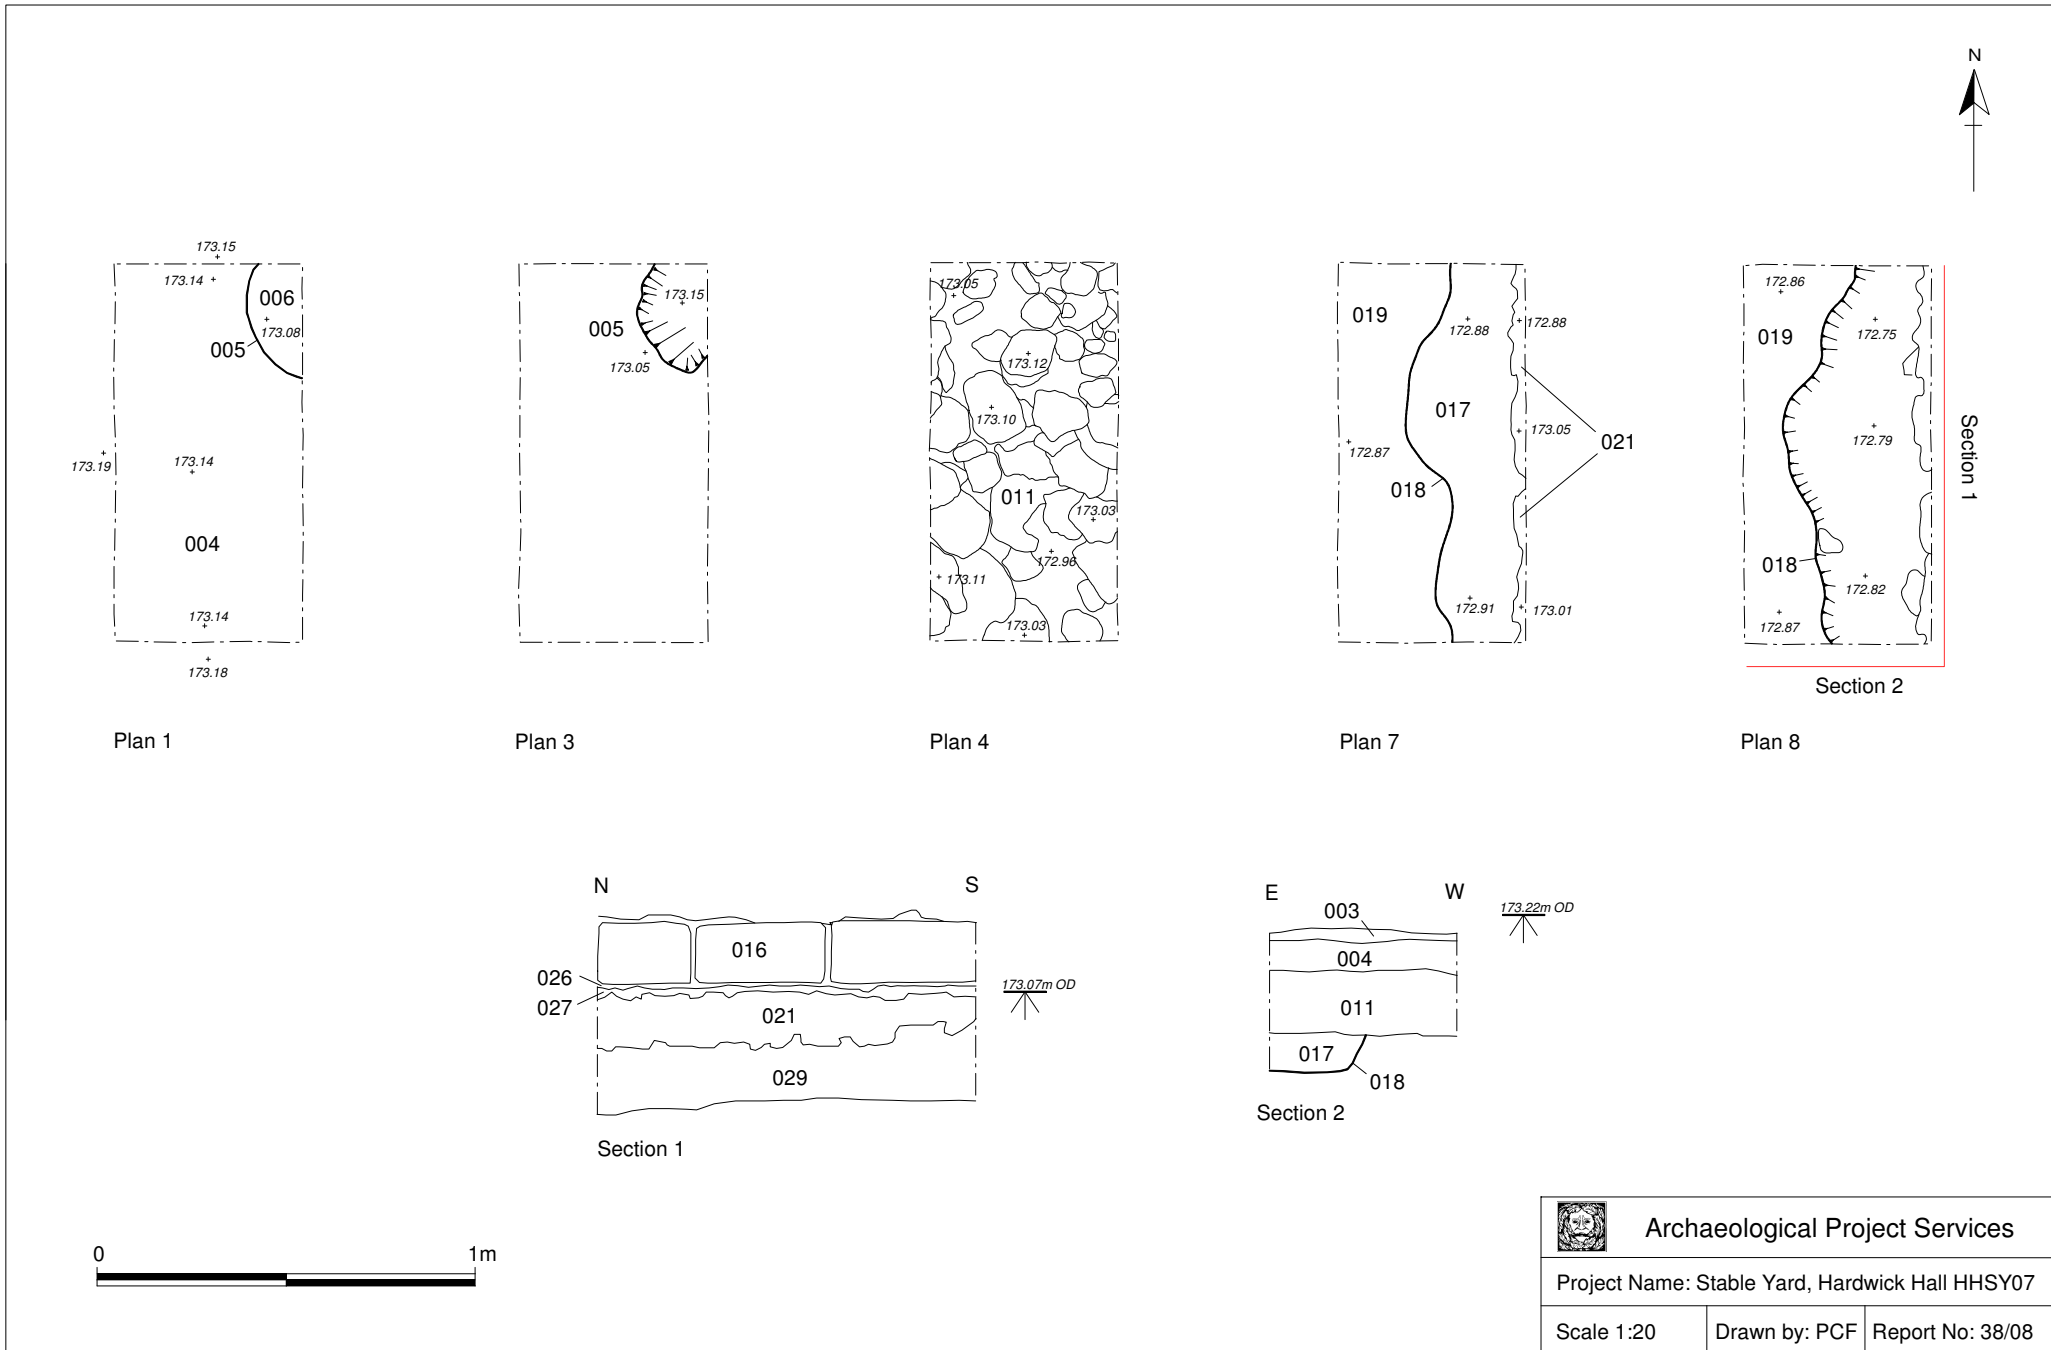 N
173.15
173.14
006
173.08
005
173.19
173.14
004
173.14
173.18
Plan 1
173.15
005
173.05
Plan 3
173.05
173.12
173.10
011
173.03
172.96
173.11
173.03
Plan 4
019
172.88
172.88
017
173.05
021
172.87
018
172.91
173.01
Plan 7
172.86
019
172.75
172.79
Section 1
018
172.82
172.87
Section 2
Plan 8
N
S
016
026
027
173.07m OD
021
029
Section 1
E
W
003
173.22m OD
004
011
017
018
Section 2
0
1m
Archaeological Project Services
Project Name: Stable Yard, Hardwick Hall HHSY07
Scale 1:20
Drawn by: PCF
Report No: 38/08